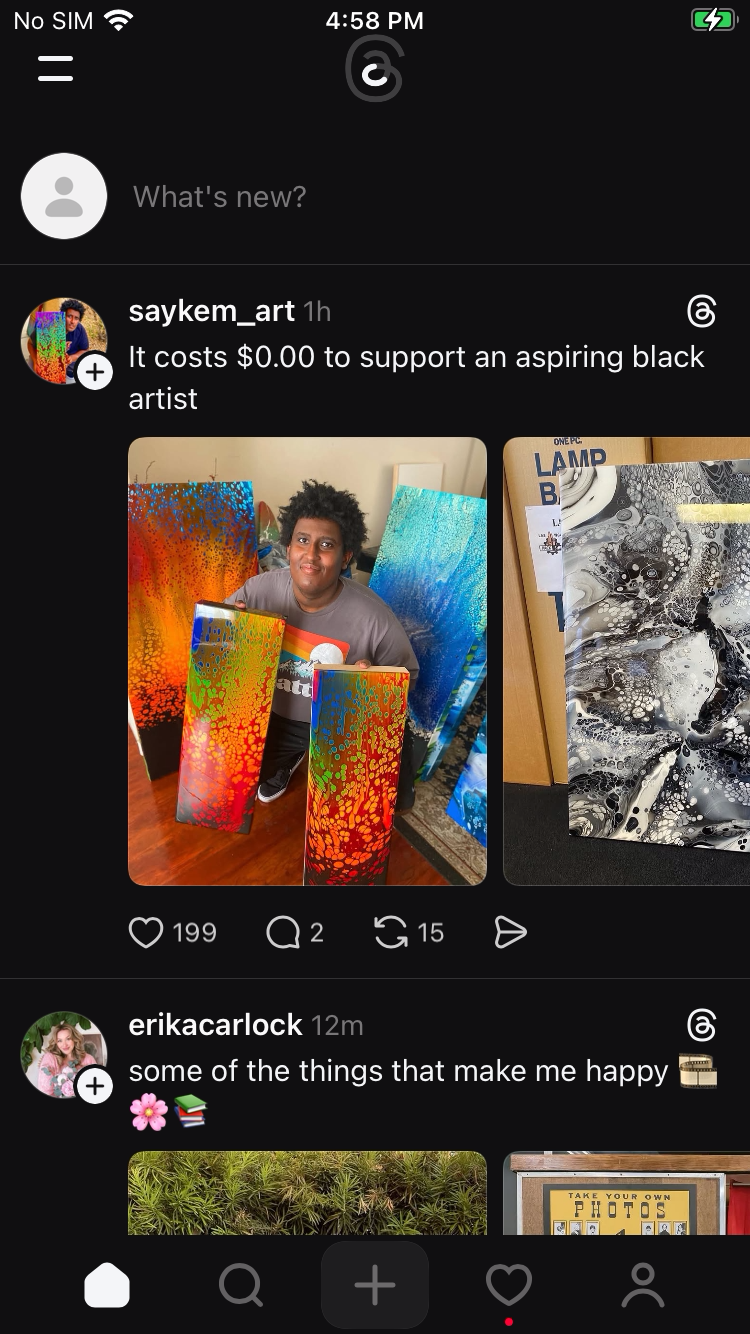 No SIM 4:58 PM
What's new?
saykem_art 1h
It costs $0.00 to support an aspiring black
artist
ONE PC.
LAMP
199 2 15
erikacarlock 12m
some of the things that make me happy 🎞️
🌸📚
TAKE YOUR OWN
PHOTOS